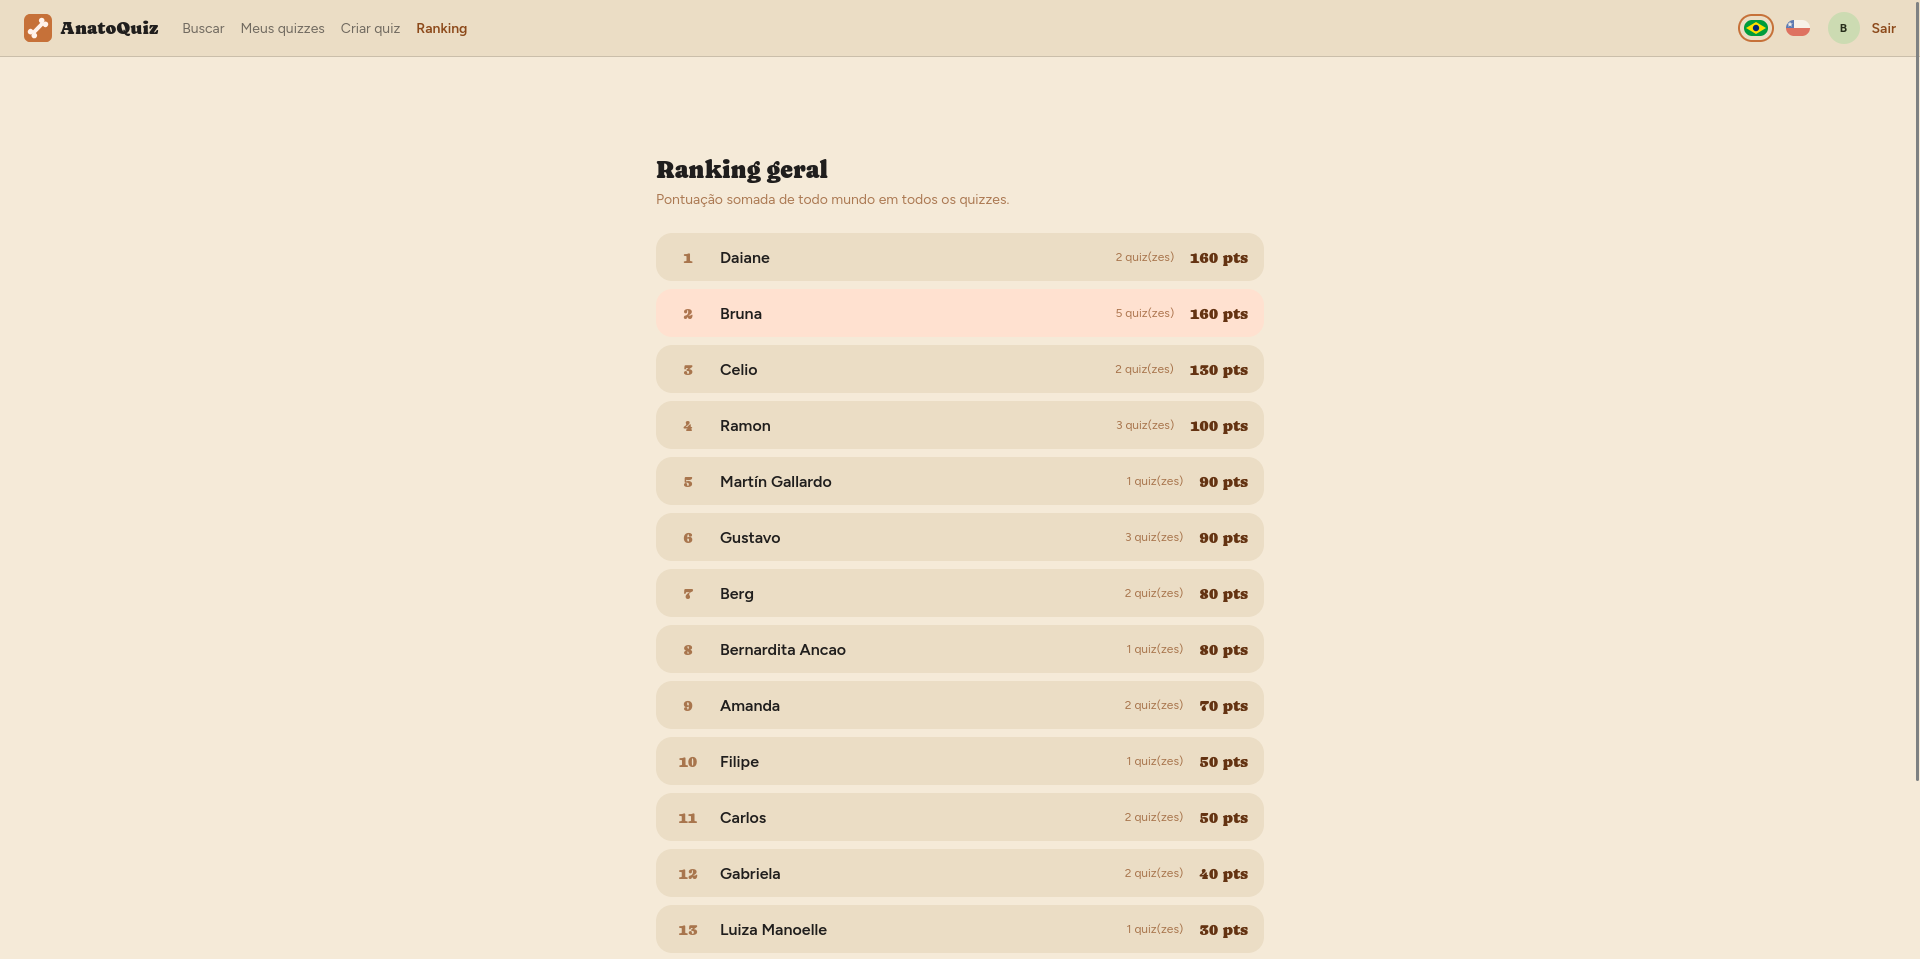 AnatoQuiz Buscar Meus quizzes Criar quiz Ranking B Sair
Ranking geral
Pontuação somada de todo mundo em todos os quizzes.
1 Daiane 2 quiz(zes) 160 pts
2 Bruna 5 quiz(zes) 160 pts
3 Celio 2 quiz(zes) 130 pts
4 Ramon 3 quiz(zes) 100 pts
5 Martín Gallardo 1 quiz(zes) 90 pts
6 Gustavo 3 quiz(zes) 90 pts
7 Berg 2 quiz(zes) 80 pts
8 Bernardita Ancao 1 quiz(zes) 80 pts
9 Amanda 2 quiz(zes) 70 pts
10 Filipe 1 quiz(zes) 50 pts
11 Carlos 2 quiz(zes) 50 pts
12 Gabriela 2 quiz(zes) 40 pts
13 Luiza Manoelle 1 quiz(zes) 30 pts